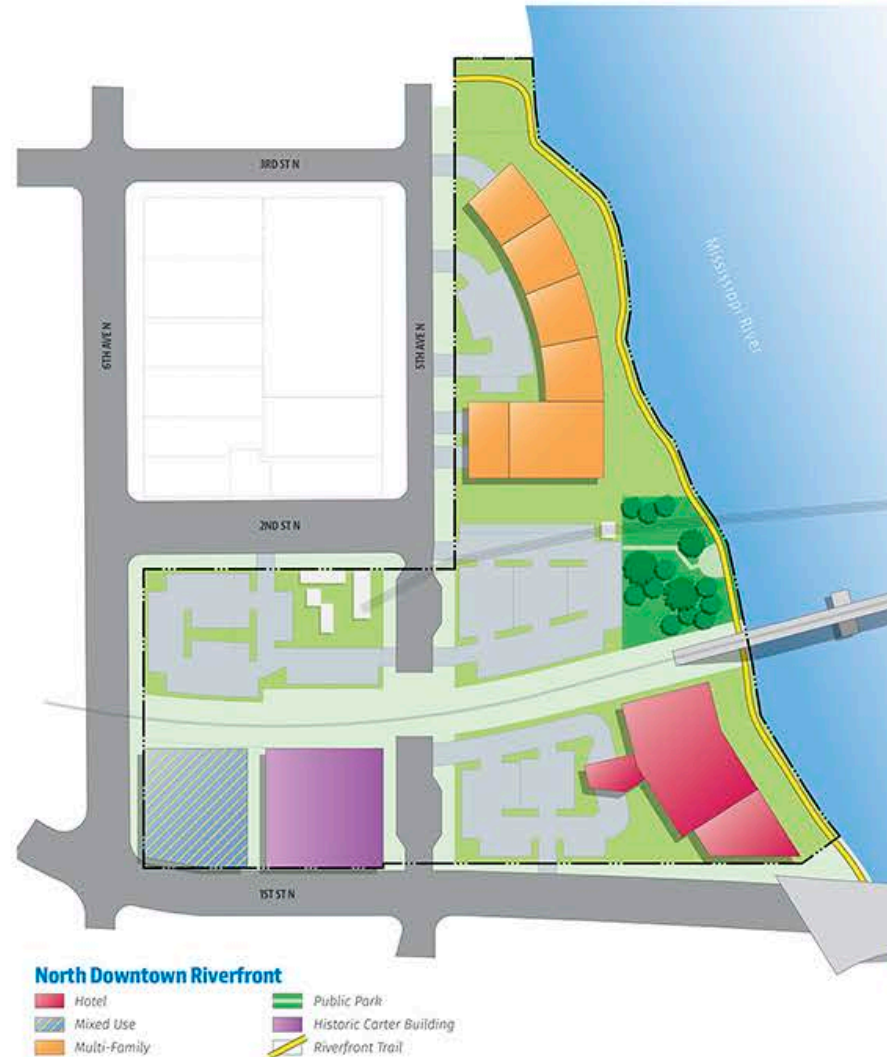 3RD ST N
Mississippi River
6TH AVE N
5TH AVE N
2ND ST N
1ST ST N
North Downtown Riverfront
Hotel
Public Park
Mixed Use
Historic Carter Building
Multi-Family
Riverfront Trail